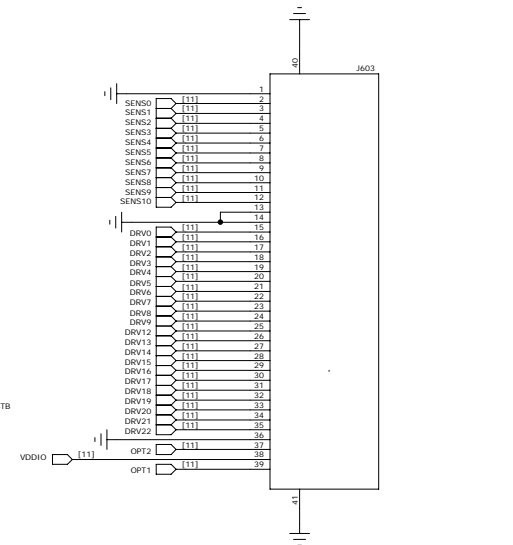 40
J603
1
SENS0 [11] 2
SENS1 [11] 3
SENS2 [11] 4
SENS3 [11] 5
SENS4 [11] 6
SENS5 [11] 7
SENS6 [11] 8
SENS7 [11] 9
SENS8 [11] 10
SENS9 [11] 11
SENS10 [11] 12
13
14
DRV0 [11] 15
DRV1 [11] 16
DRV2 [11] 17
DRV3 [11] 18
DRV4 [11] 19
DRV5 [11] 20
DRV6 [11] 21
DRV7 [11] 22
DRV8 [11] 23
DRV9 [11] 24
DRV12 [11] 25
DRV13 [11] 26
DRV14 [11] 27
DRV15 [11] 28
DRV16 [11] 29
DRV17 [11] 30
DRV18 [11] 31
DRV19 [11] 32
DRV20 [11] 33
DRV21 [11] 34
DRV22 [11] 35
36
OPT2 [11] 37
VDDIO [11] 38
OPT1 [11] 39
TB
41